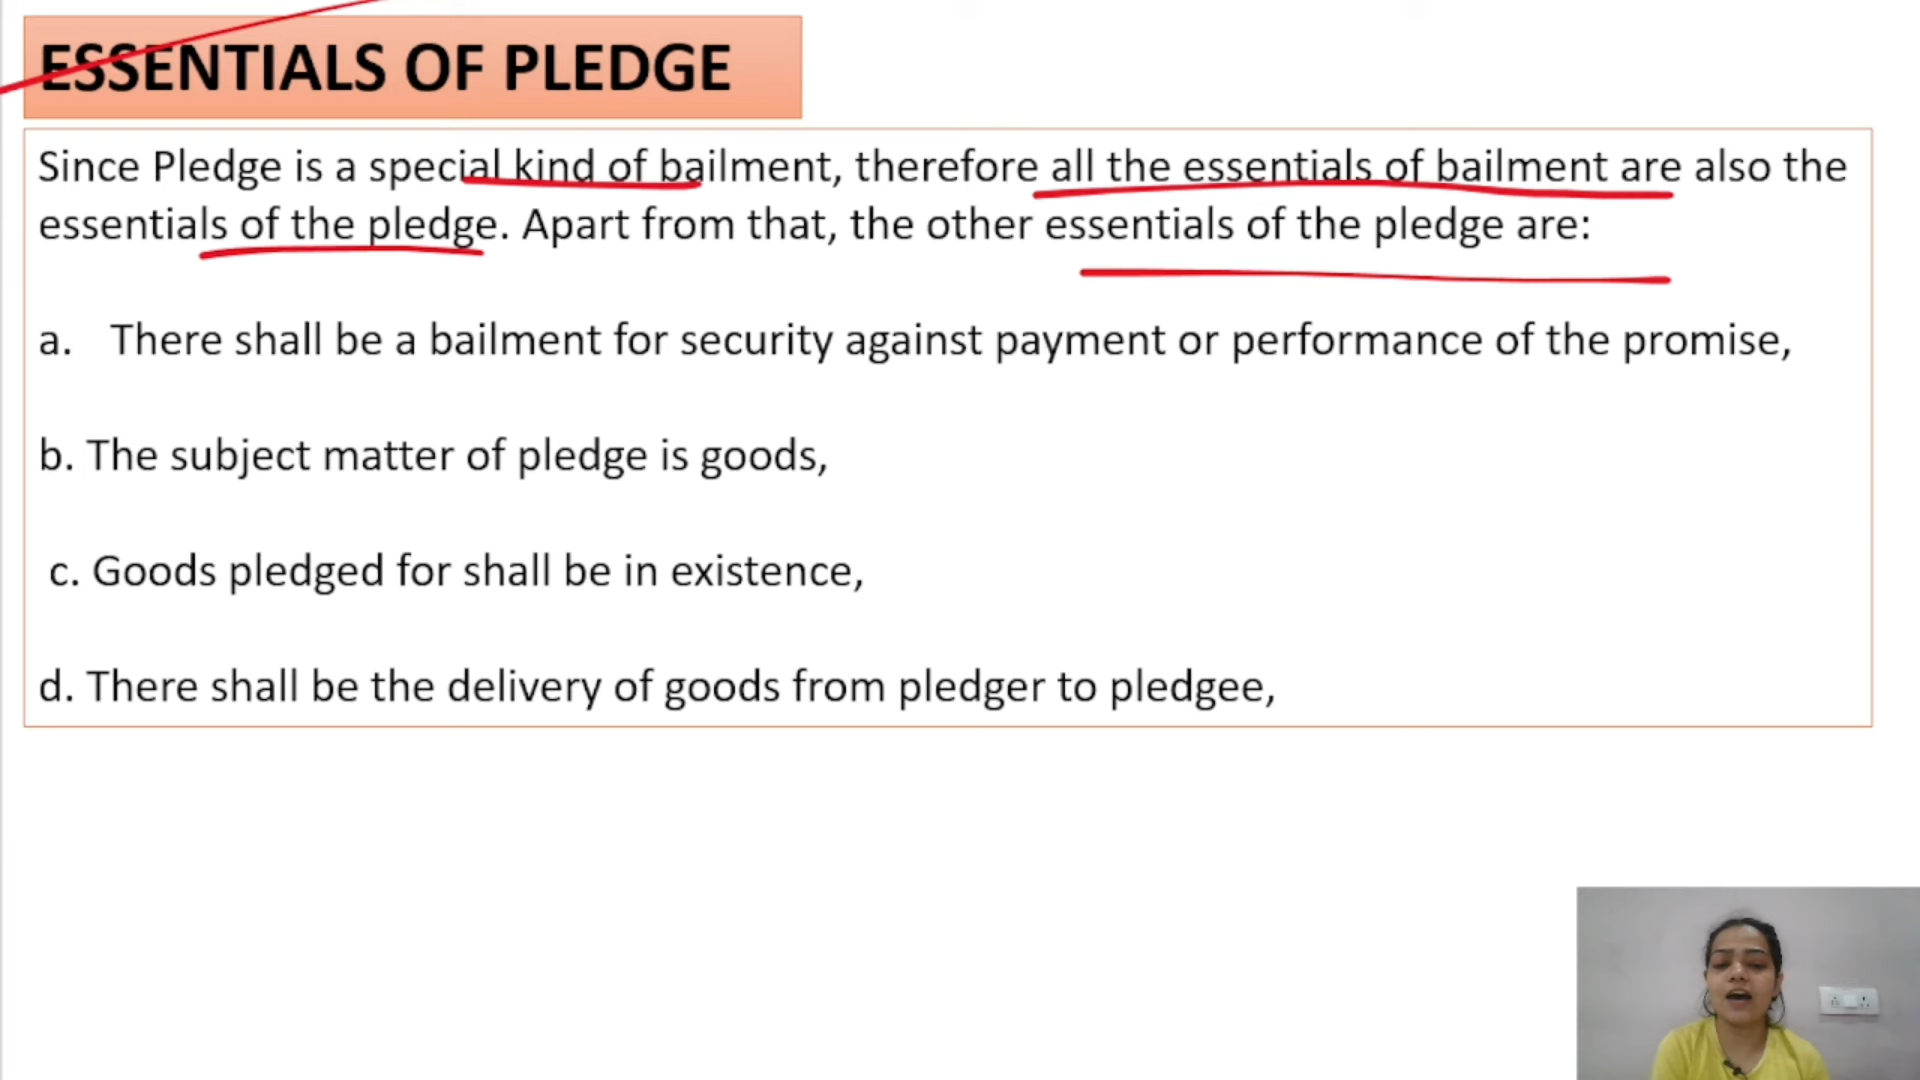 ESSENTIALS OF PLEDGE
Since Pledge is a special kind of bailment, therefore all the essentials of bailment are also the
essentials of the pledge. Apart from that, the other essentials of the pledge are:
a. There shall be a bailment for security against payment or performance of the promise,
b. The subject matter of pledge is goods,
c. Goods pledged for shall be in existence,
d. There shall be the delivery of goods from pledger to pledgee,